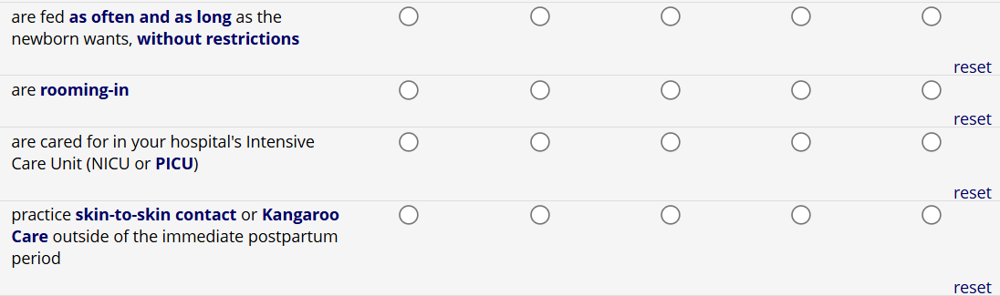 are fed as often and as long as the
newborn wants, without restrictions
reset
are rooming-in
reset
are cared for in your hospital's Intensive
Care Unit (NICU or PICU)
reset
practice skin-to-skin contact or Kangaroo
Care outside of the immediate postpartum
period
reset